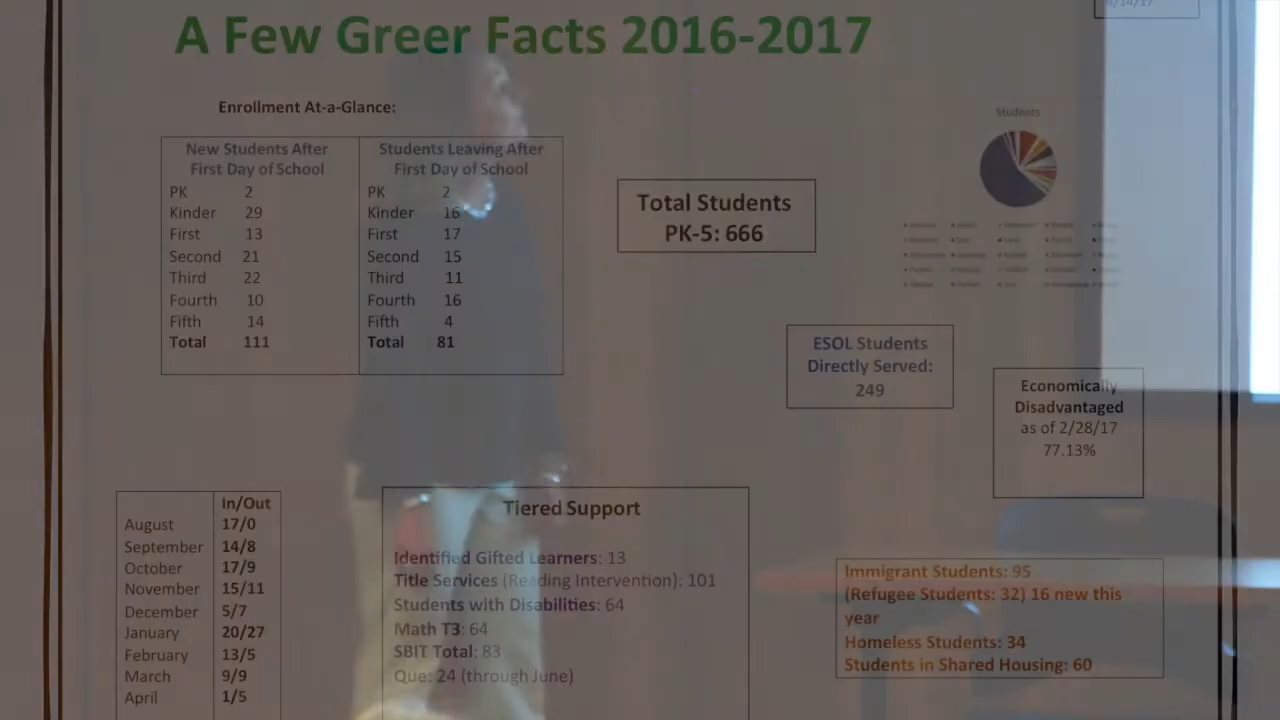 A Few Greer Facts 2016-2017
Enrollment At-a-Glance:
New Students After
First Day of School
PK 2
Kinder 29
First 13
Second 21
Third 22
Fourth 10
Fifth 14
Total 111
Students Leaving After
First Day of School
PK 2
Kinder 16
First 17
Second 15
Third 11
Fourth 16
Fifth 4
Total 81
Total Students
PK-5: 666
Students
ESOL Students
Directly Served:
249
Economically
Disadvantaged
as of 2/28/17
77.13%
In/Out
August 17/0
September 14/8
October 17/9
November 15/11
December 5/7
January 20/27
February 13/5
March 9/9
April 1/5
Tiered Support
Identified Gifted Learners: 13
Title Services (Reading Intervention): 101
Students with Disabilities: 64
Math T3: 64
SBIT Total: 83
Que: 24 (through June)
Immigrant Students: 95
(Refugee Students: 32) 16 new this
year
Homeless Students: 34
Students in Shared Housing: 60